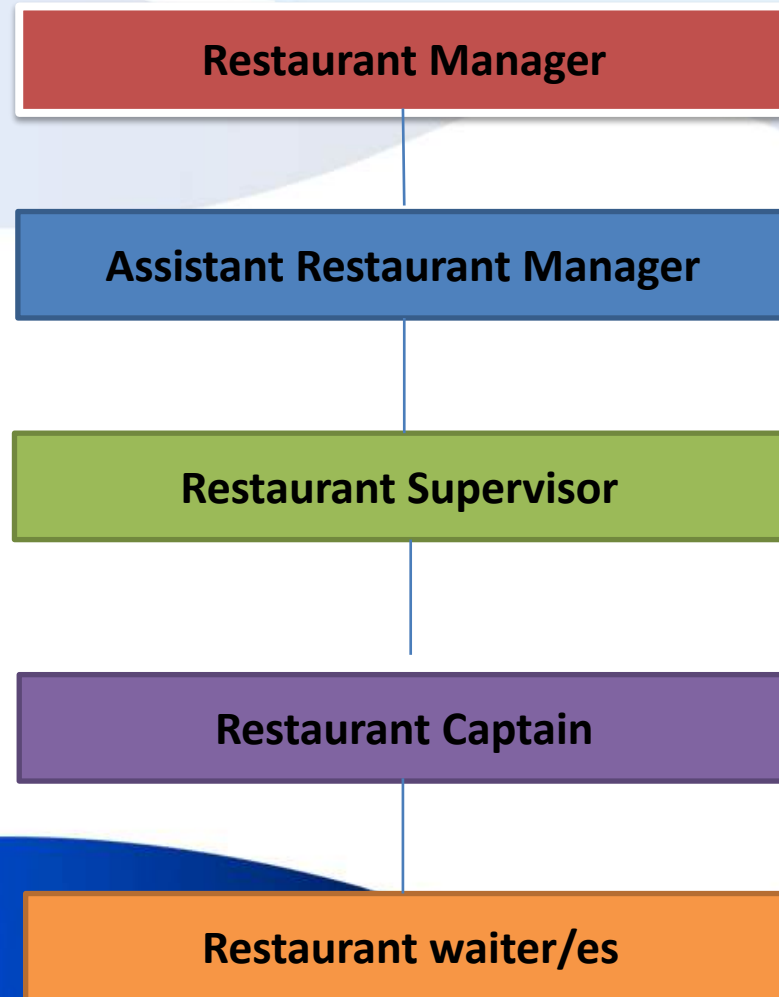 Restaurant Manager
Assistant Restaurant Manager
Restaurant Supervisor
Restaurant Captain
Restaurant waiter/es